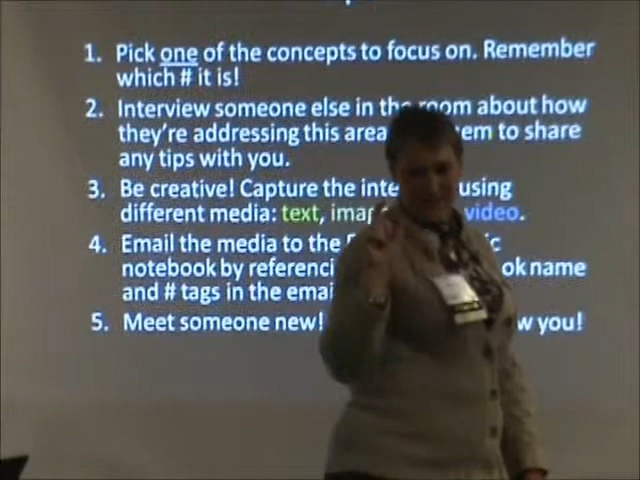 1. Pick one of the concepts to focus on. Remember
which # it is!
2. Interview someone else in the room about how
they're addressing this area em to share
any tips with you.
3. Be creative! Capture the inte using
different media: text, ima video.
4. Email the media to the ic
notebook by referenci ok name
and # tags in the emai
5. Meet someone new! w you!